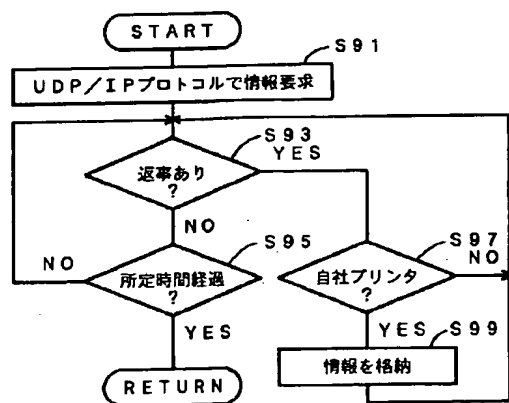 START
S91
UDP/IPプロトコルで情報要求
S93
YES
返事あり
?
NO
S95
S97
NO
所定時間経過
?
NO
自社プリンタ
?
YES
YES
S99
情報を格納
RETURN